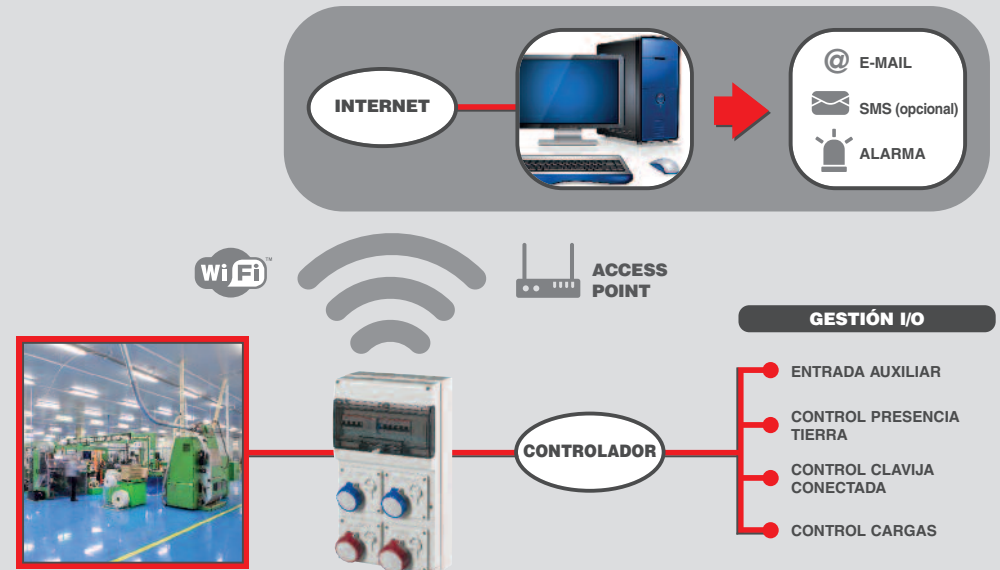 INTERNET
@ E-MAIL
SMS (opcional)
ALARMA
Wi Fi™
ACCESS
POINT
GESTIÓN I/O
ENTRADA AUXILIAR
CONTROL PRESENCIA
TIERRA
CONTROLADOR
CONTROL CLAVIJA
CONECTADA
CONTROL CARGAS